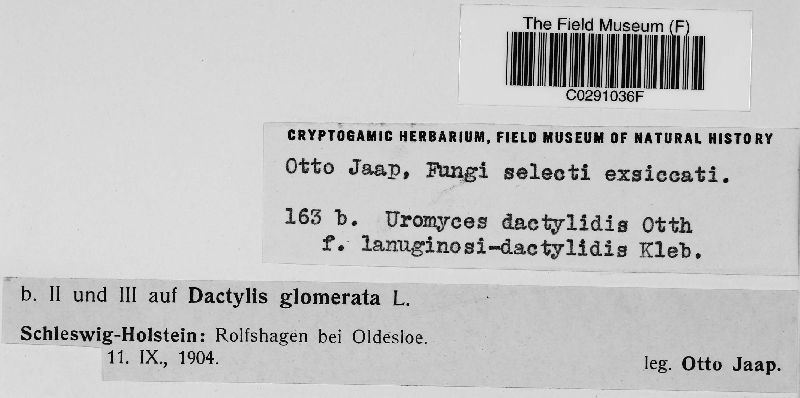 The Field Museum (F)
C0291036F
CRYPTOGAMIC HERBARIUM, FIELD MUSEUM OF NATURAL HISTORY
Otto Jaap, Fungi selecti exsiccati.
163 b. Uromyces dactylidis Otth
f. lanuginosi-dactylidis Kleb.
b. II und III auf Dactylis glomerata L.
Schleswig-Holstein: Rolfshagen bei Oldesloe.
11. IX., 1904.
leg. Otto Jaap.